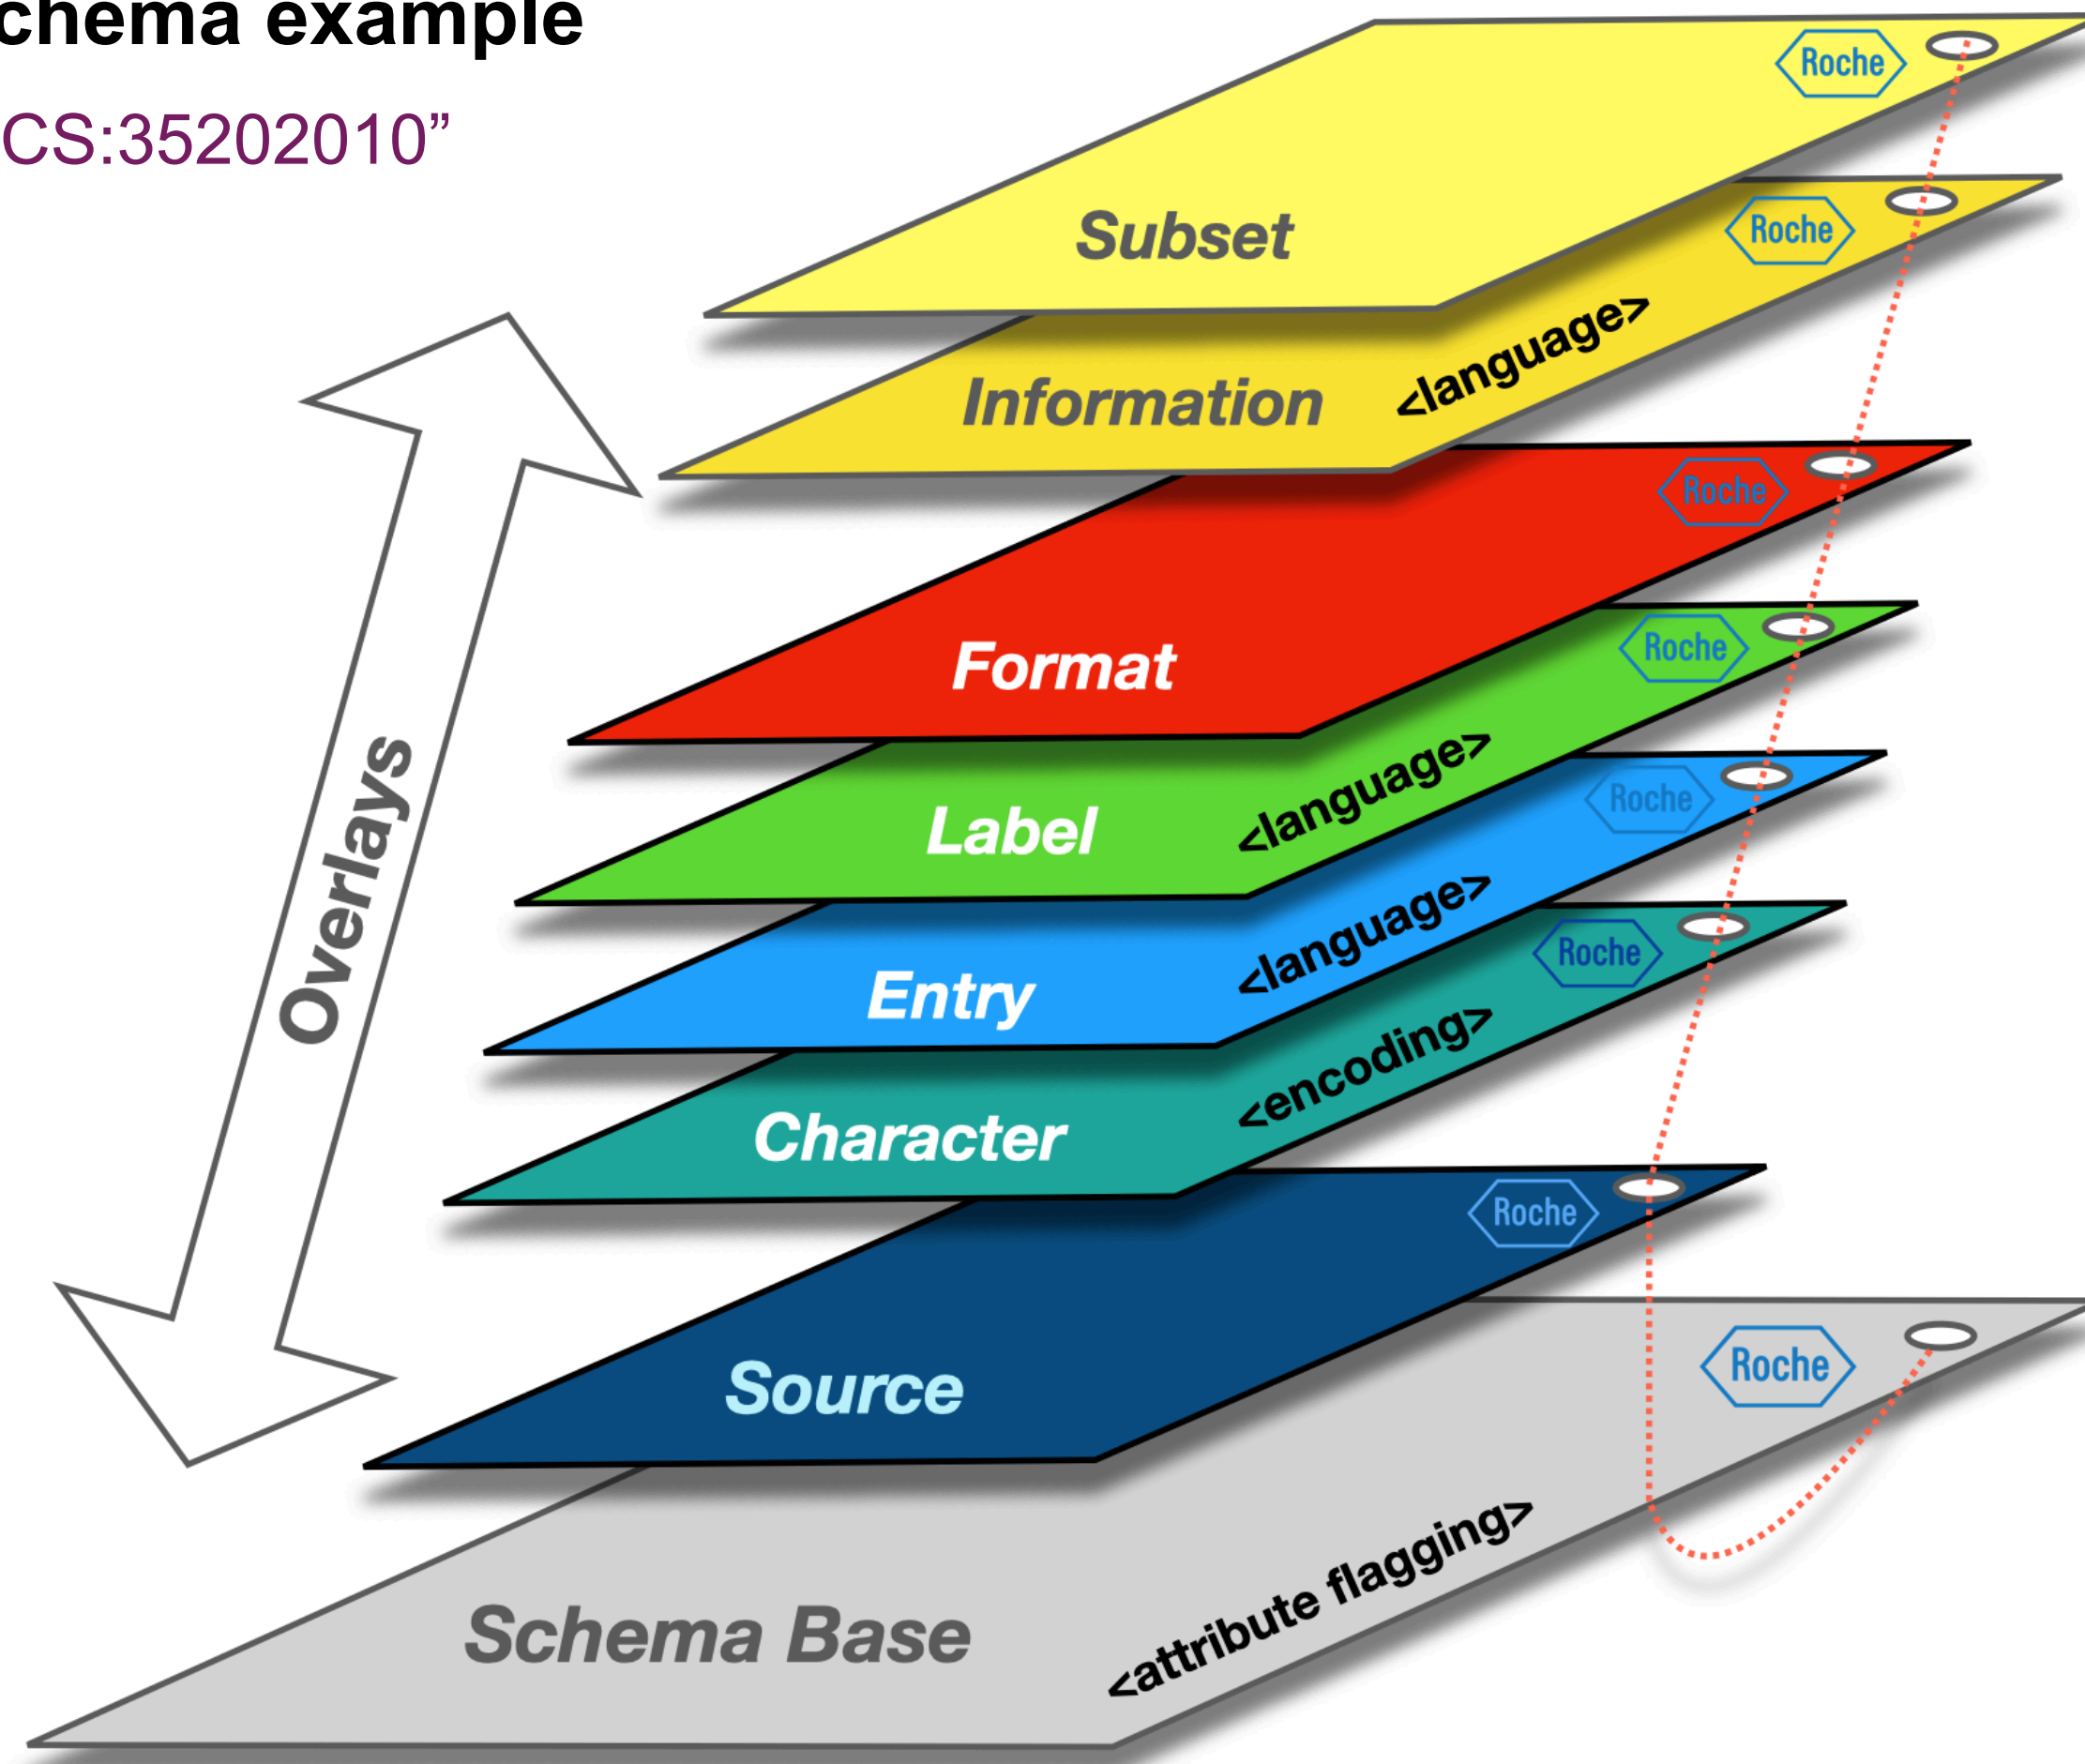 chema example
CS:35202010”
Roche
Subset
Roche
Information <language>
Roche
Format
Roche
Label <language>
Roche
Entry <language>
Roche
Character <encoding>
Roche
Source
Roche
Schema Base <attribute flagging>
Overlays